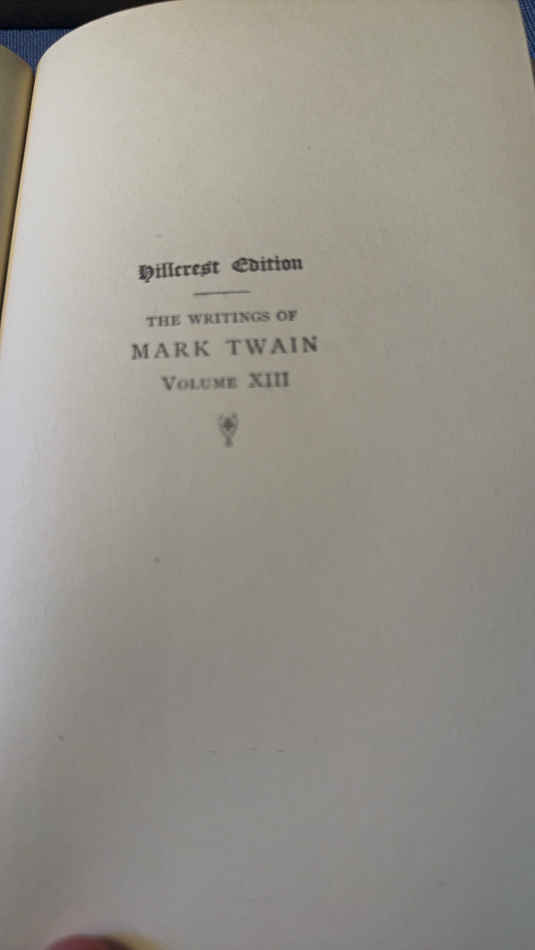 Hillcrest Edition
THE WRITINGS OF
MARK TWAIN
VOLUME XIII